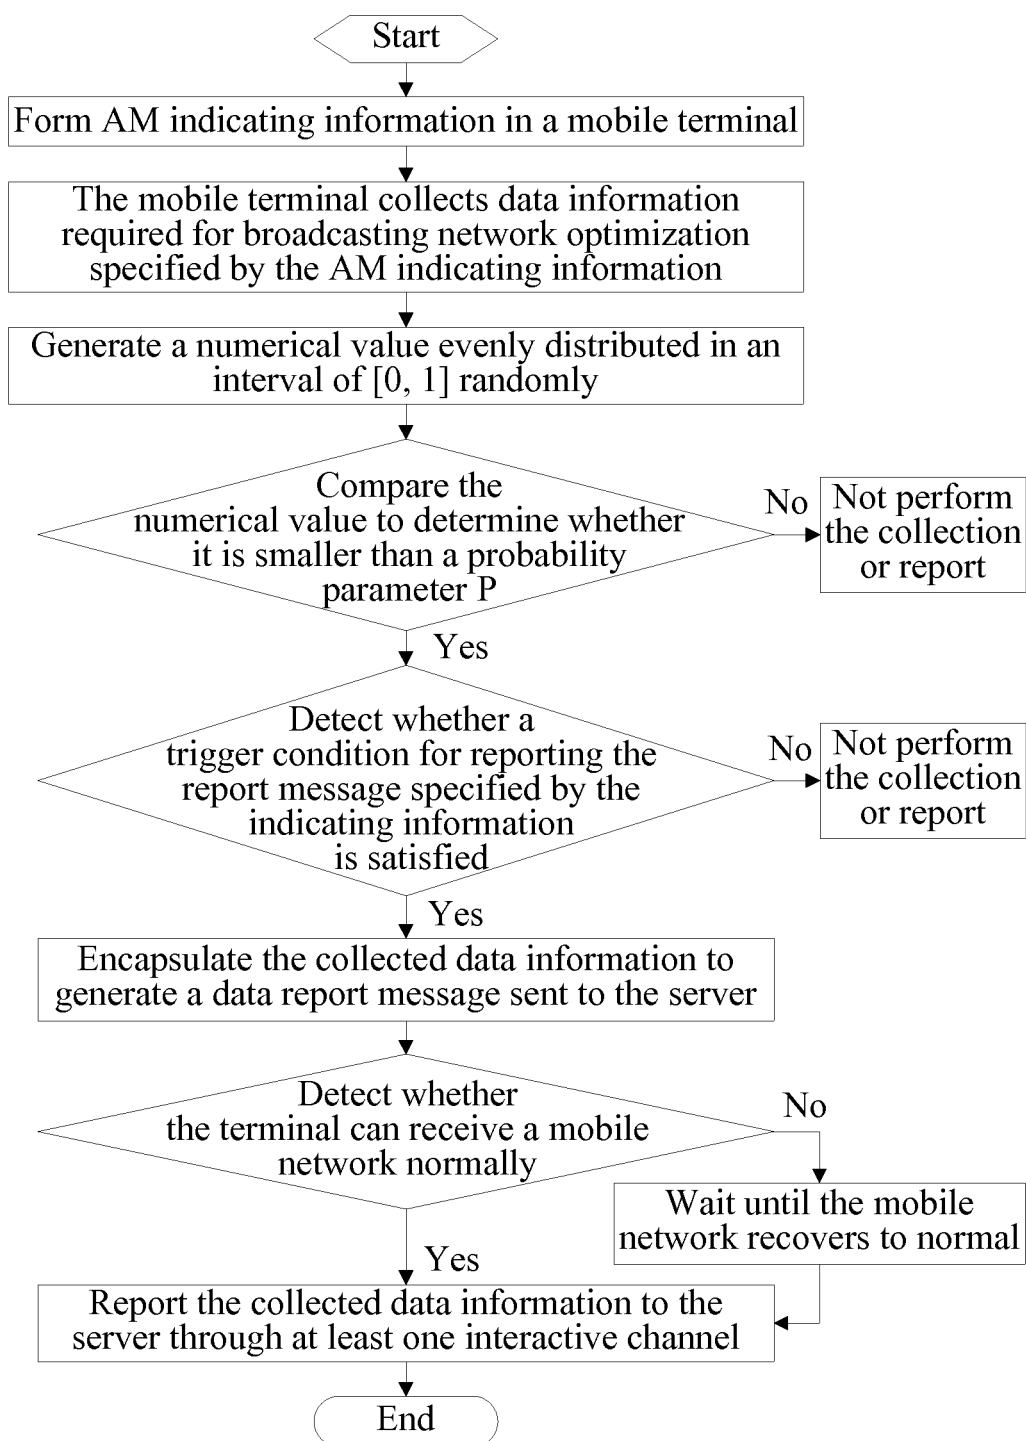 Start
Form AM indicating information in a mobile terminal
The mobile terminal collects data information
required for broadcasting network optimization
specified by the AM indicating information
Generate a numerical value evenly distributed in an
interval of [0, 1] randomly
Compare the
numerical value to determine whether
it is smaller than a probability
parameter P
No
Not perform
the collection
or report
Yes
Detect whether a
trigger condition for reporting the
report message specified by the
indicating information
is satisfied
No
Not perform
the collection
or report
Yes
Encapsulate the collected data information to
generate a data report message sent to the server
Detect whether
the terminal can receive a mobile
network normally
No
Wait until the mobile
network recovers to normal
Yes
Report the collected data information to the
server through at least one interactive channel
End